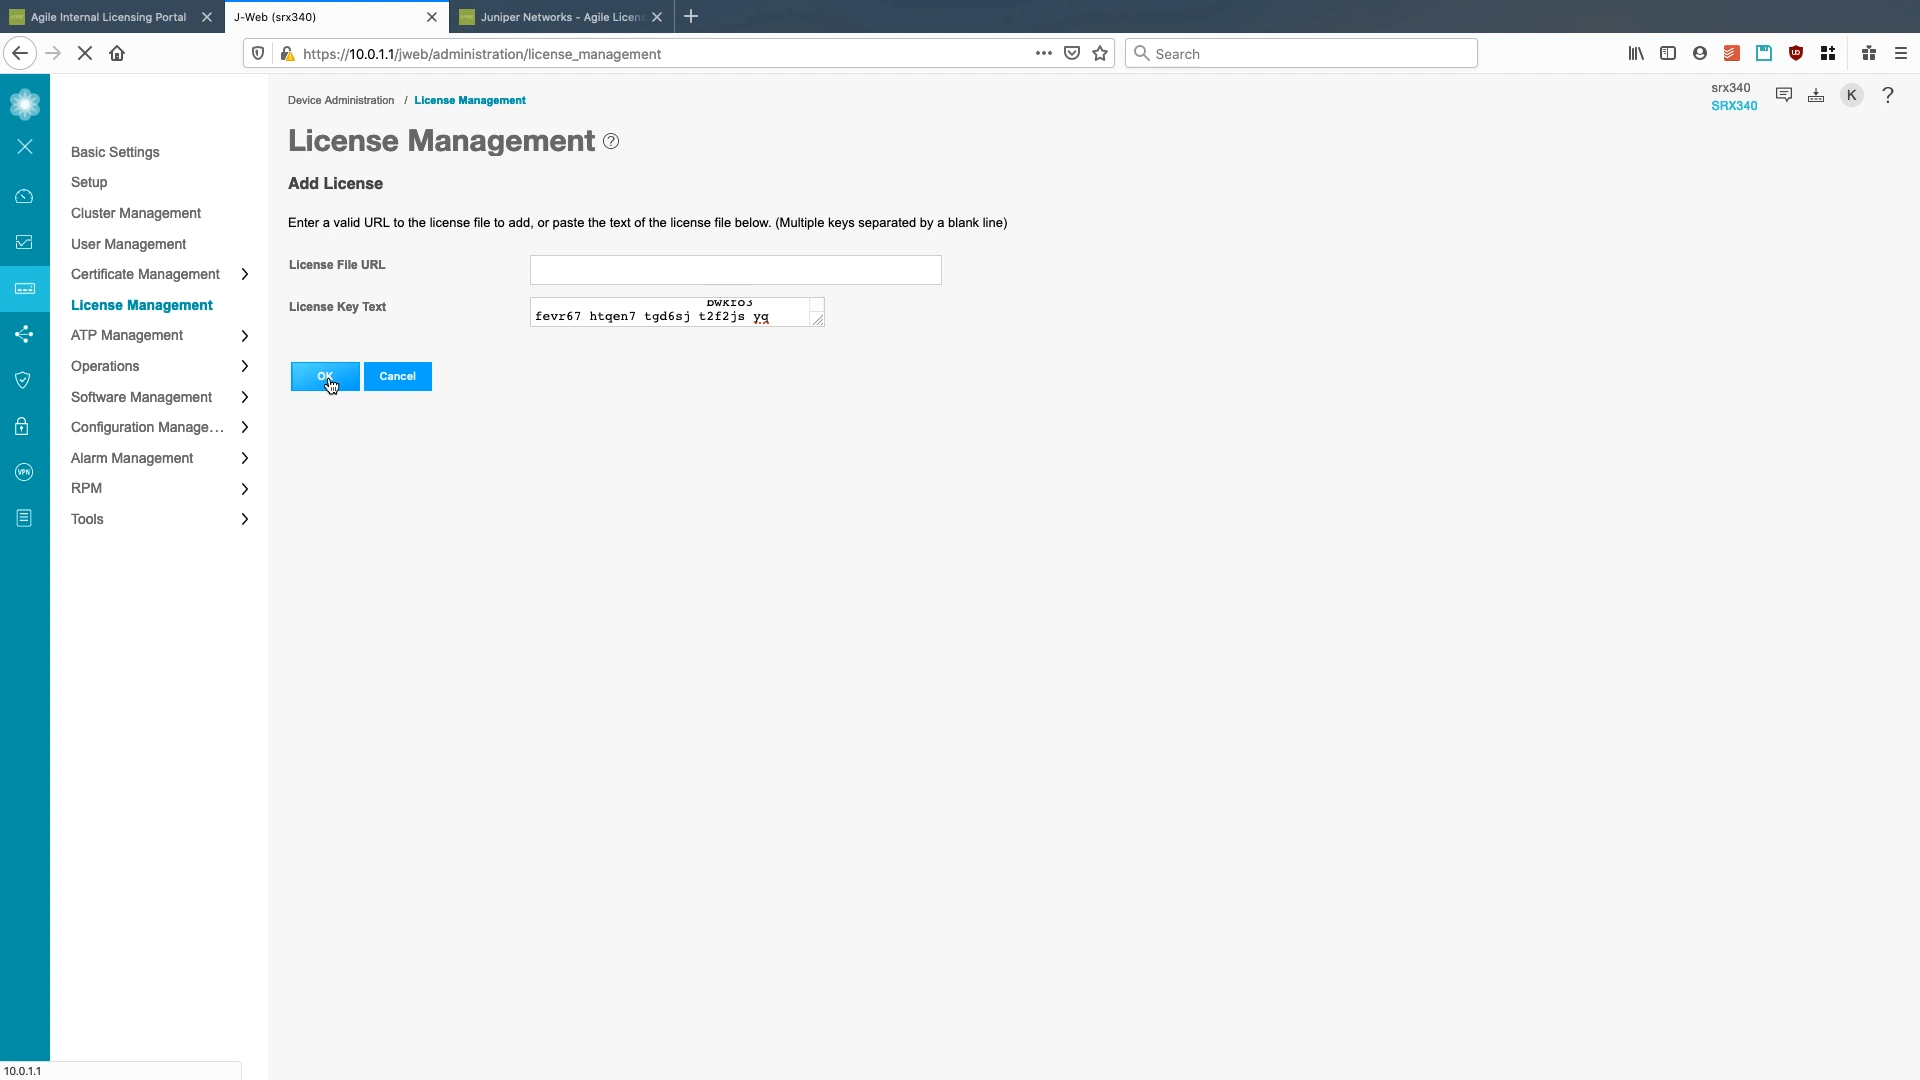 Agile Internal Licensing Portal
J-Web (srx340)
Juniper Networks - Agile Licen
https://10.0.1.1/jweb/administration/license_management
Search
Device Administration / License Management
srx340
SRX340
K
?
License Management ?
Basic Settings
Setup
Cluster Management
User Management
Certificate Management
License Management
ATP Management
Operations
Software Management
Configuration Manage...
Alarm Management
RPM
Tools
VPN
Add License
Enter a valid URL to the license file to add, or paste the text of the license file below. (Multiple keys separated by a blank line)
License File URL
License Key Text
fevr67 htqen7 tgd6sj t2f2js yq
OK
Cancel
10.0.1.1